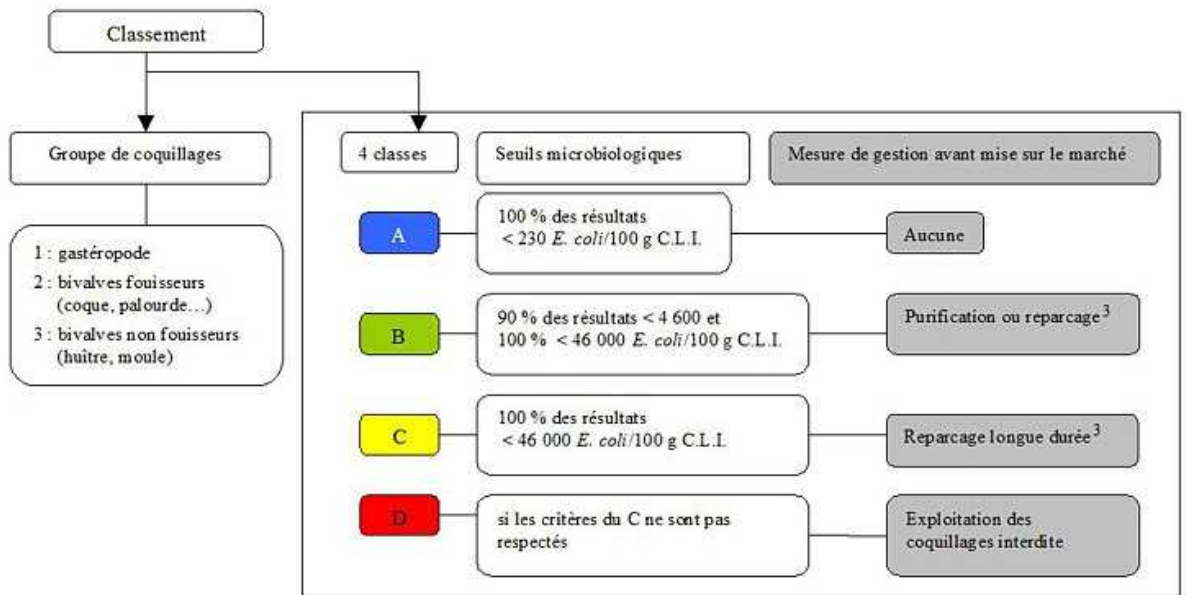 Classement
Groupe de coquillages
1 : gastéropode
2 : bivalves fouisseurs
(coque, palourde…)
3 : bivalves non fouisseurs
(huître, moule)
4 classes
Seuils microbiologiques
Mesure de gestion avant mise sur le marché
A
100 % des résultats
< 230 E. coli/100 g C.L.I.
Aucune
B
90 % des résultats < 4 600 et
100 % < 46 000 E. coli/100 g C.L.I.
Purification ou reparcage³
C
100 % des résultats
< 46 000 E. coli/100 g C.L.I.
Reparcage longue durée³
D
si les critères du C ne sont pas
respectés
Exploitation des
coquillages interdite